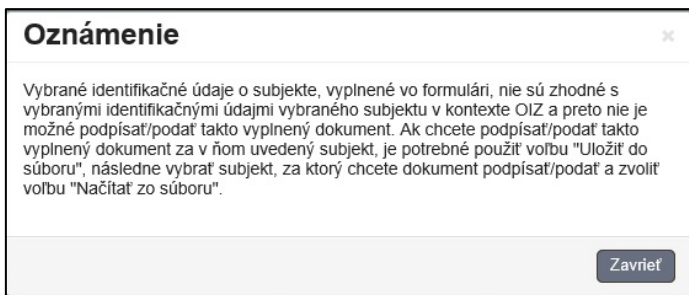 Oznámenie
×
Vybrané identifikačné údaje o subjekte, vyplnené vo formulári, nie sú zhodné s
vybranými identifikačnými údajmi vybraného subjektu v kontexte OIZ a preto nie je
možné podpísať/podať takto vyplnený dokument. Ak chcete podpísať/podať takto
vyplnený dokument za v ňom uvedený subjekt, je potrebné použiť voľbu "Uložiť do
súboru", následne vybrať subjekt, za ktorý chcete dokument podpísať/podať a zvoliť
voľbu "Načítať zo súboru".
Zavrieť